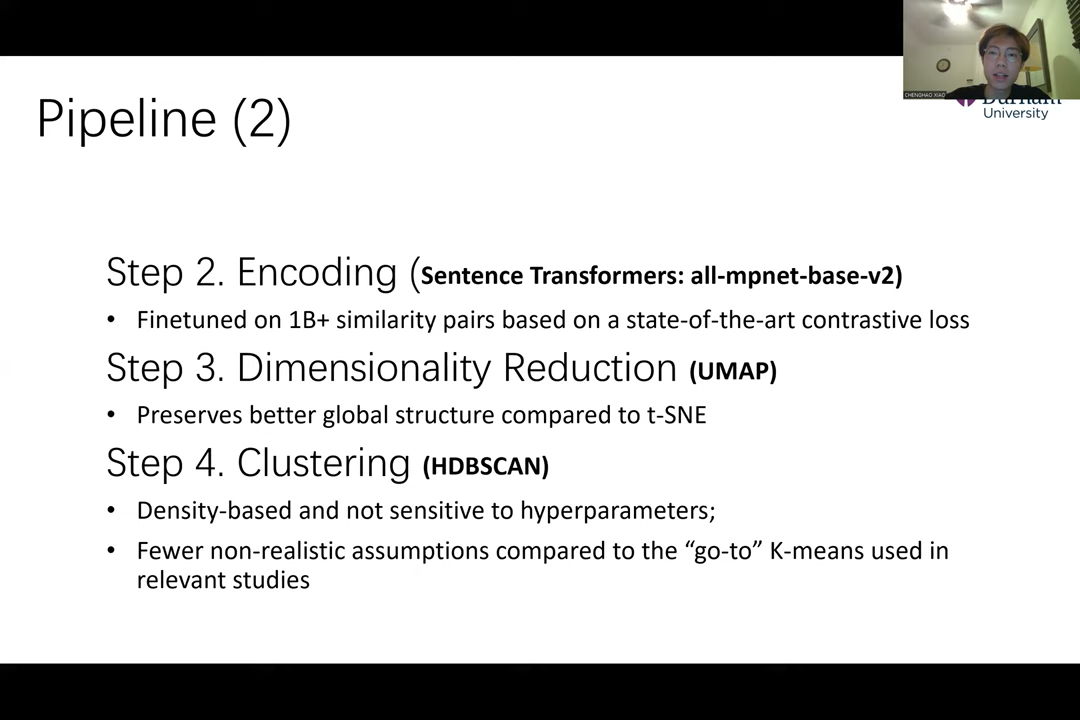 CHENGHAO XIAO
University
Pipeline (2)
Step 2. Encoding (Sentence Transformers: all-mpnet-base-v2)
• Finetuned on 1B+ similarity pairs based on a state-of-the-art contrastive loss
Step 3. Dimensionality Reduction (UMAP)
• Preserves better global structure compared to t-SNE
Step 4. Clustering (HDBSCAN)
• Density-based and not sensitive to hyperparameters;
• Fewer non-realistic assumptions compared to the “go-to” K-means used in
relevant studies